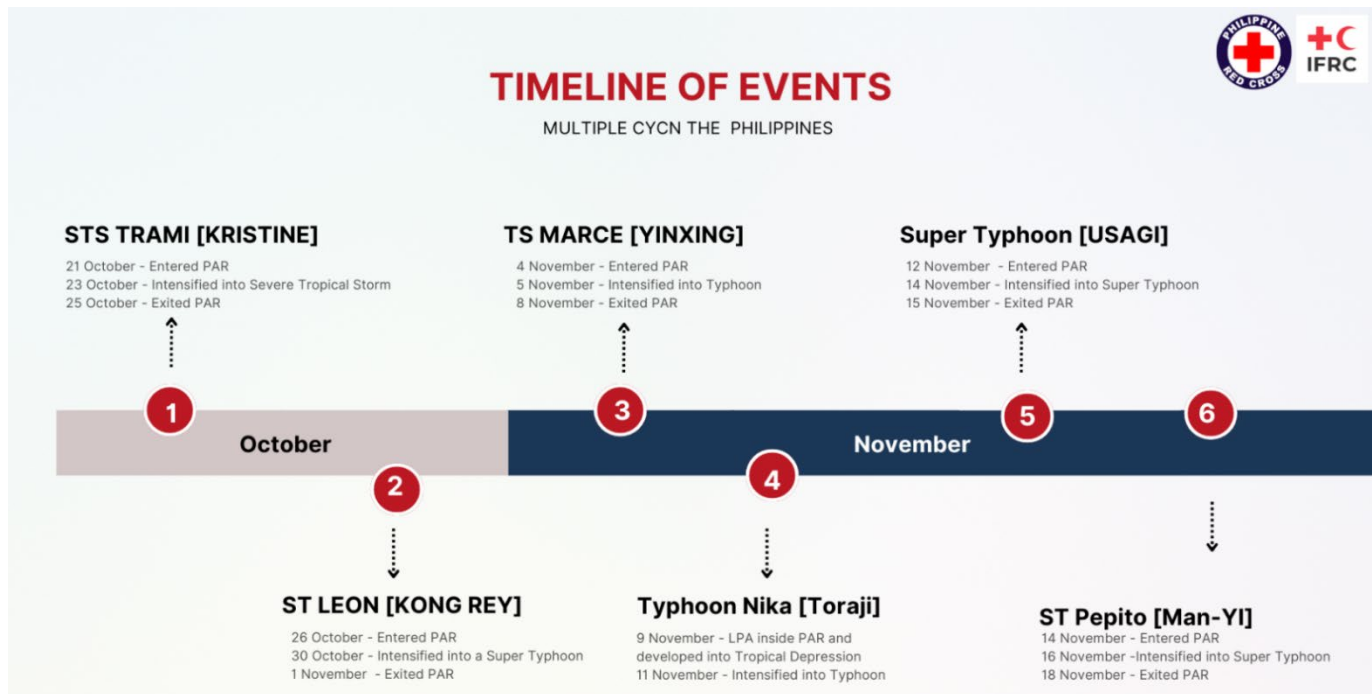 PHILIPPINE
RED CROSS
IFRC
TIMELINE OF EVENTS
MULTIPLE CYCN THE PHILIPPINES
STS TRAMI [KRISTINE]
21 October - Entered PAR
23 October - Intensified into Severe Tropical Storm
25 October - Exited PAR
TS MARCE [YINXING]
4 November - Entered PAR
5 November - Intensified into Typhoon
8 November - Exited PAR
Super Typhoon [USAGI]
12 November - Entered PAR
14 November - Intensified into Super Typhoon
15 November - Exited PAR
1
3
5
6
October
November
2
4
ST LEON [KONG REY]
26 October - Entered PAR
30 October - Intensified into a Super Typhoon
1 November - Exited PAR
Typhoon Nika [Toraji]
9 November - LPA inside PAR and
developed into Tropical Depression
11 November - Intensified into Typhoon
ST Pepito [Man-YI]
14 November - Entered PAR
16 November -Intensified into Super Typhoon
18 November - Exited PAR